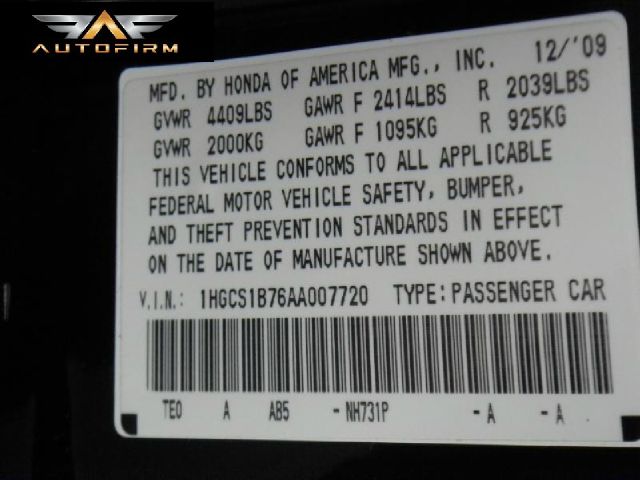 AUTOFIRM
MFD. BY HONDA OF AMERICA MFG., INC. 12/'09
GVWR 4409LBS GAWR F 2414LBS R 2039LBS
GVWR 2000KG GAWR F 1095KG R 925KG
THIS VEHICLE CONFORMS TO ALL APPLICABLE
FEDERAL MOTOR VEHICLE SAFETY, BUMPER,
AND THEFT PREVENTION STANDARDS IN EFFECT
ON THE DATE OF MANUFACTURE SHOWN ABOVE.
V.I.N.: 1HGCS1B76AA007720 TYPE: PASSENGER CAR
TE0 A AB5 - NH731P - A - A